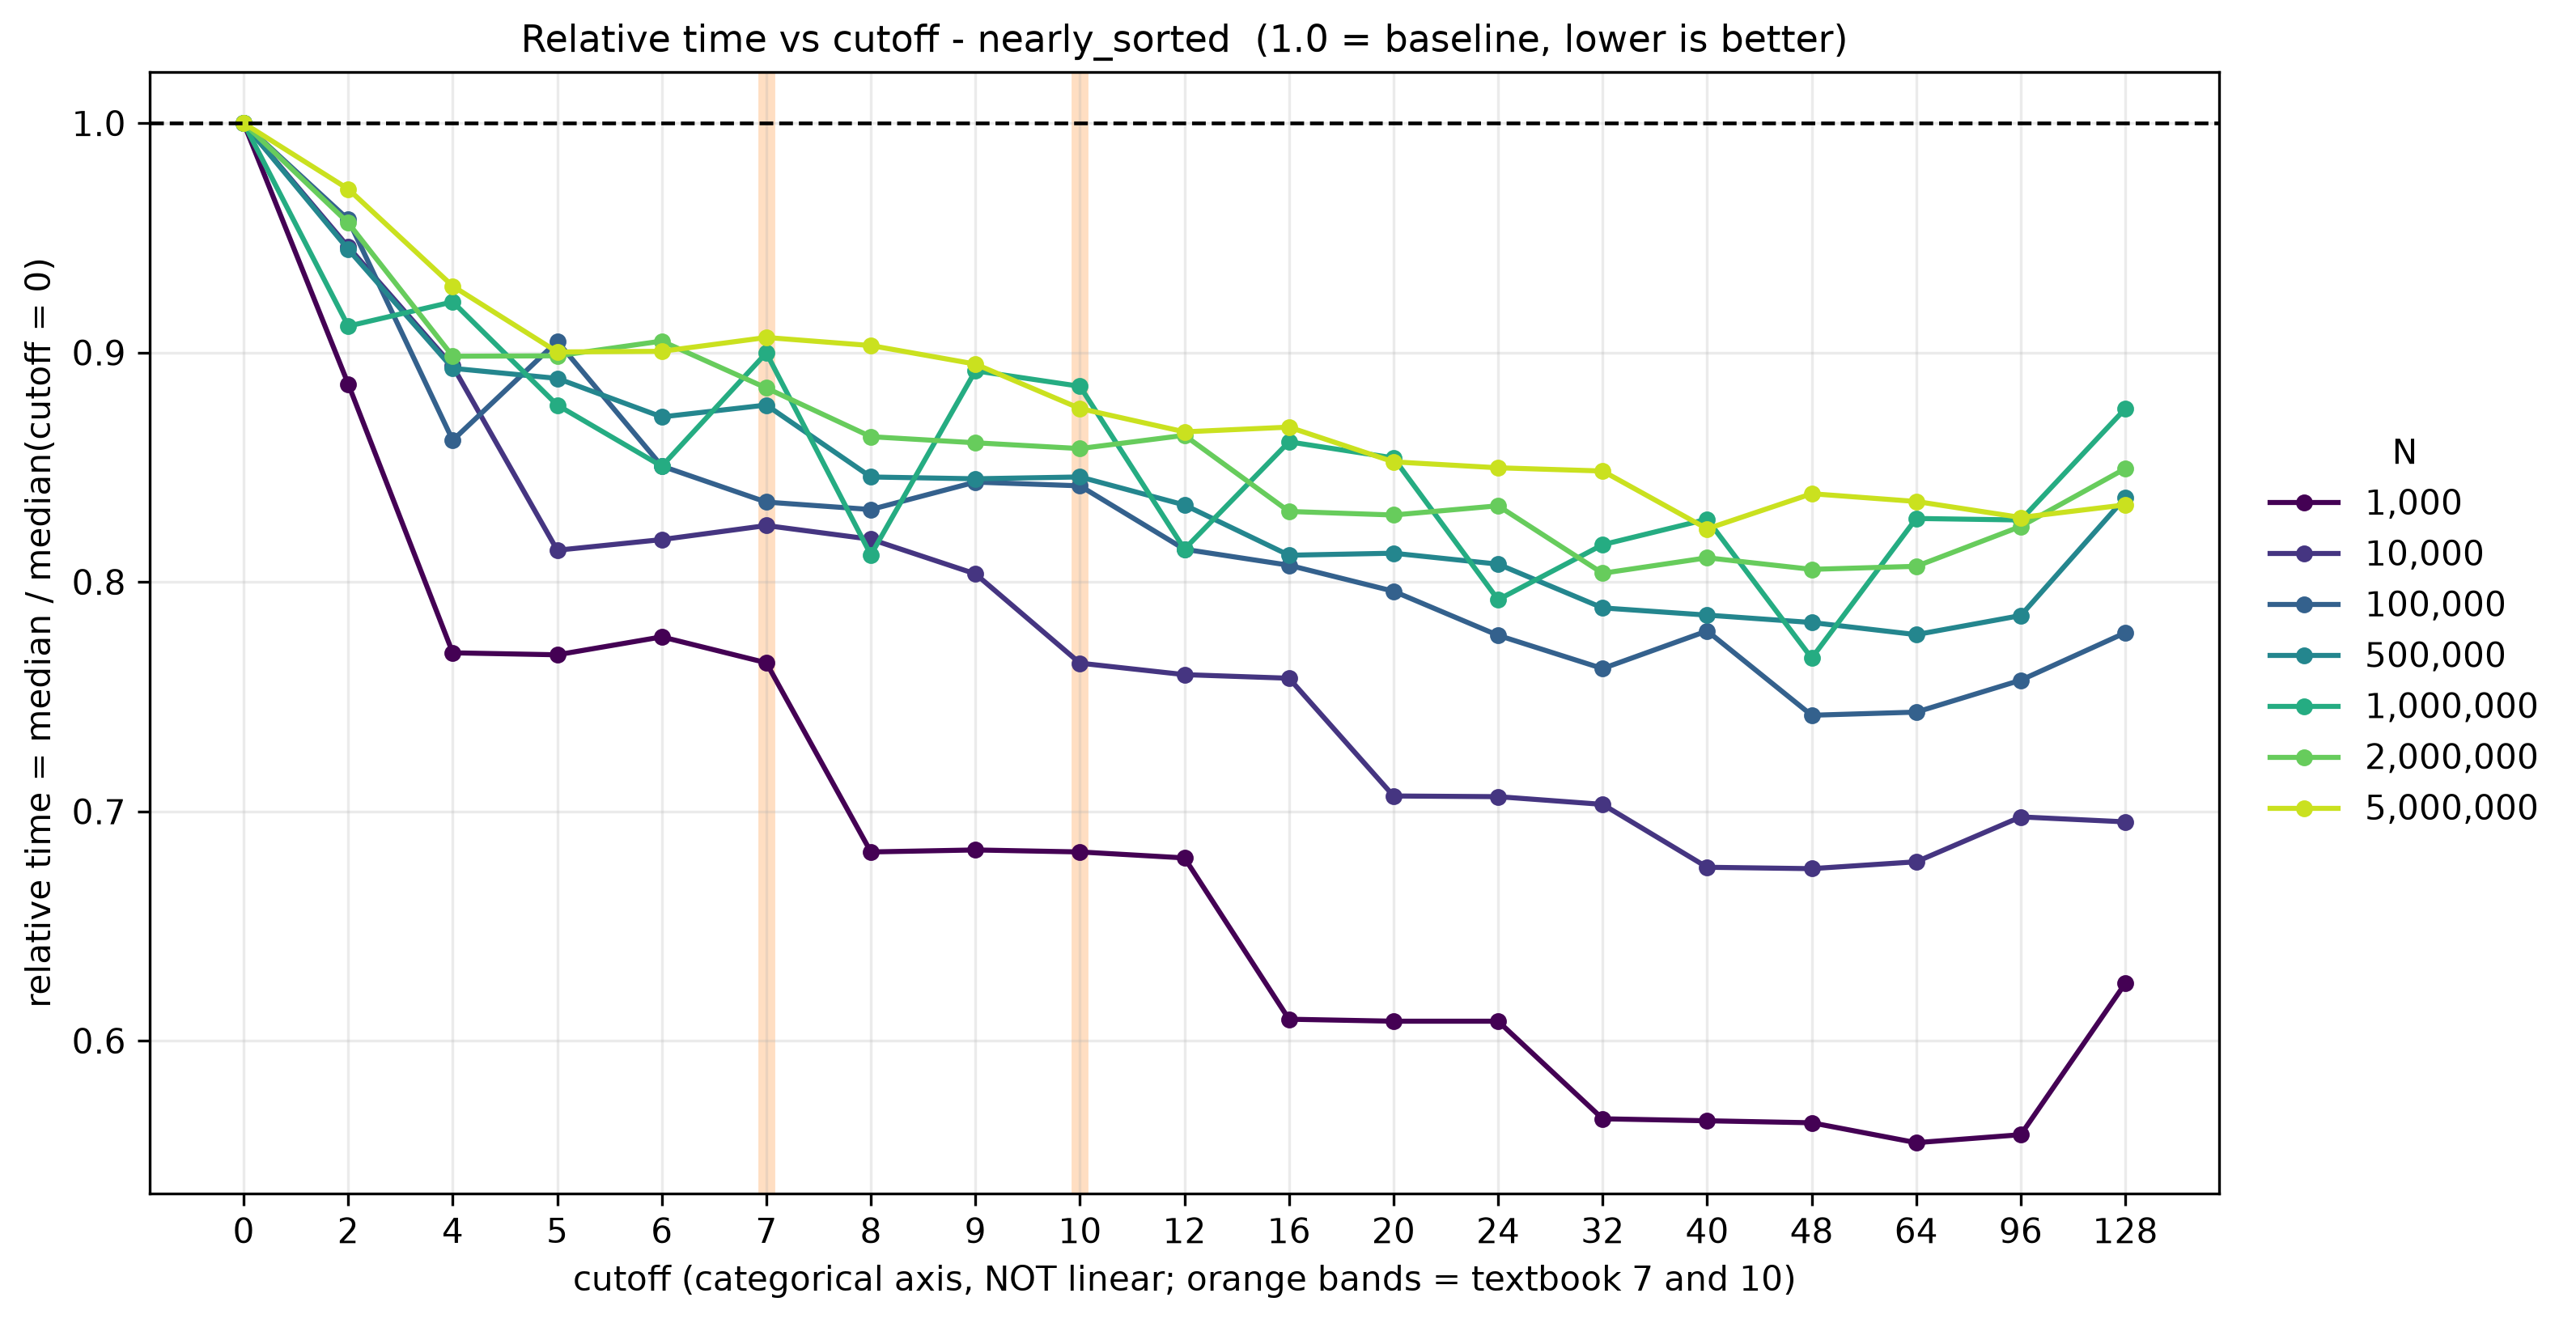 Relative time vs cutoff - nearly_sorted  (1.0 = baseline, lower is better)
relative time = median / median(cutoff = 0)
1.0
0.9
0.8
0.7
0.6
0 2 4 5 6 7 8 9 10 12 16 20 24 32 40 48 64 96 128
cutoff (categorical axis, NOT linear; orange bands = textbook 7 and 10)
N
1,000
10,000
100,000
500,000
1,000,000
2,000,000
5,000,000